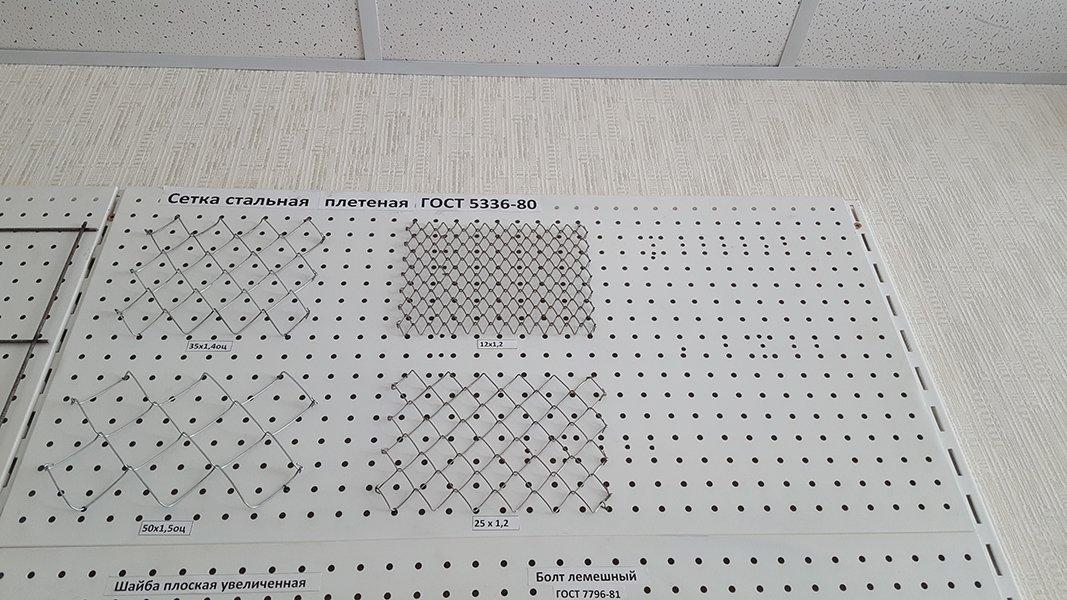 Сетка стальная плетеная ГОСТ 5336-80
35х1,4оц
12х1,2
50х1,5оц
25 х 1,2
Шайба плоская увеличенная
Болт лемешный
ГОСТ 7796-81